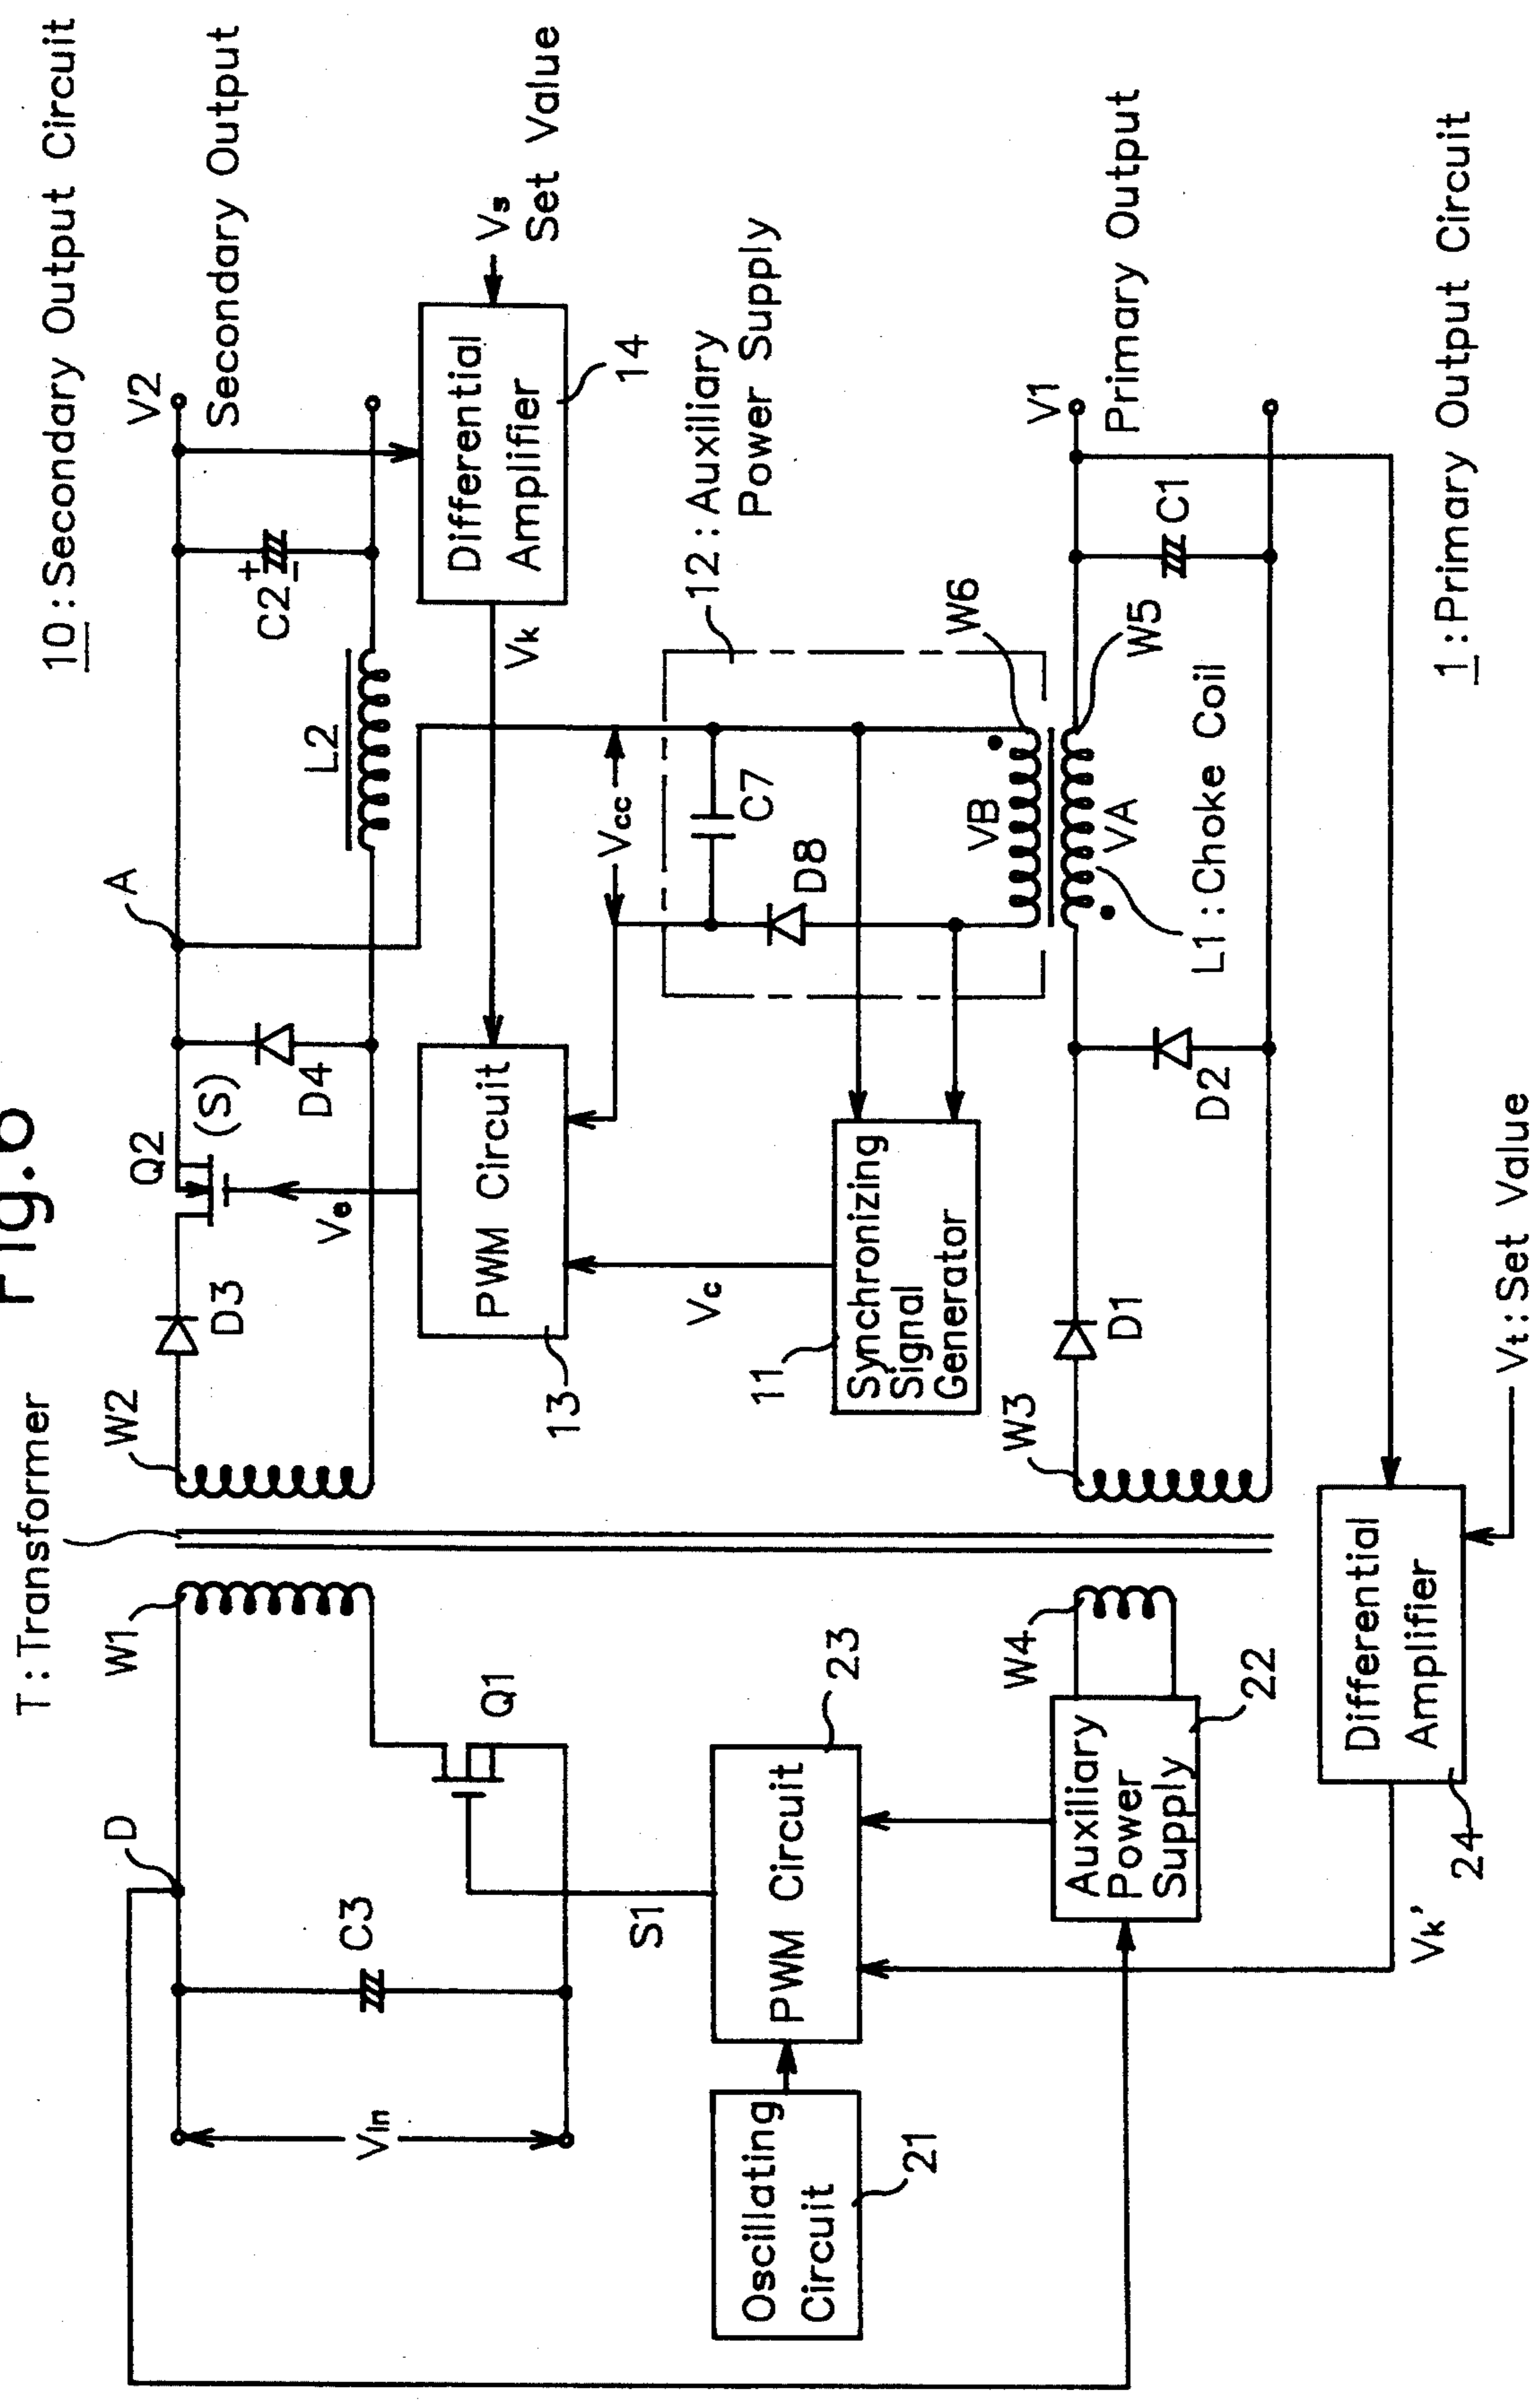 Fig.6
10:Secondary Output Circuit
T:Transformer
D
W1
W2
D3
Q2
(S)
A
V2
Secondary Output
C3
Vin
Q1
S1
D4
L2
C2
+
-
Ve
Vk
Vs
Set Value
Differential
Amplifier
14
PWM Circuit
13
Vcc
12:Auxiliary
Power Supply
C7
D8
Vc
11
Synchronizing
Signal
Generator
VB
W6
Oscillating
Circuit
21
PWM Circuit
23
W4
Auxiliary
Power
Supply
22
W3
D1
D2
VA
W5
L1:Choke Coil
C1
V1
Primary Output
Vk'
24
Differential
Amplifier
Vt:Set Value
1:Primary Output Circuit